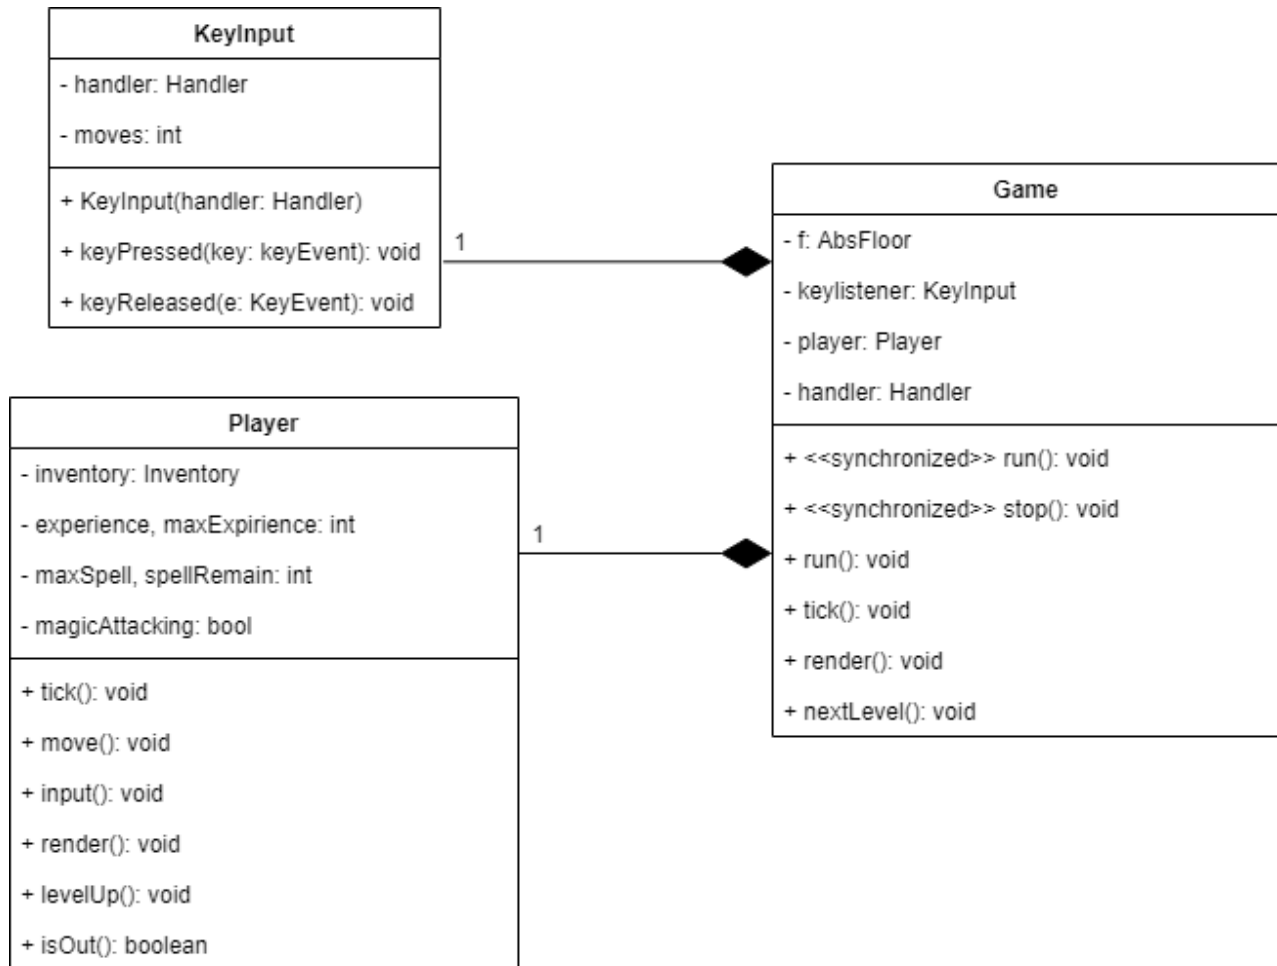 KeyInput
- handler: Handler
- moves: int
+ KeyInput(handler: Handler)
+ keyPressed(key: keyEvent): void
+ keyReleased(e: KeyEvent): void
1
Game
- f: AbsFloor
- keylistener: KeyInput
- player: Player
- handler: Handler
+ <<synchronized>> run(): void
+ <<synchronized>> stop(): void
+ run(): void
+ tick(): void
+ render(): void
+ nextLevel(): void
Player
- inventory: Inventory
- experience, maxExpirience: int
- maxSpell, spellRemain: int
- magicAttacking: bool
+ tick(): void
+ move(): void
+ input(): void
+ render(): void
+ levelUp(): void
+ isOut(): boolean
1